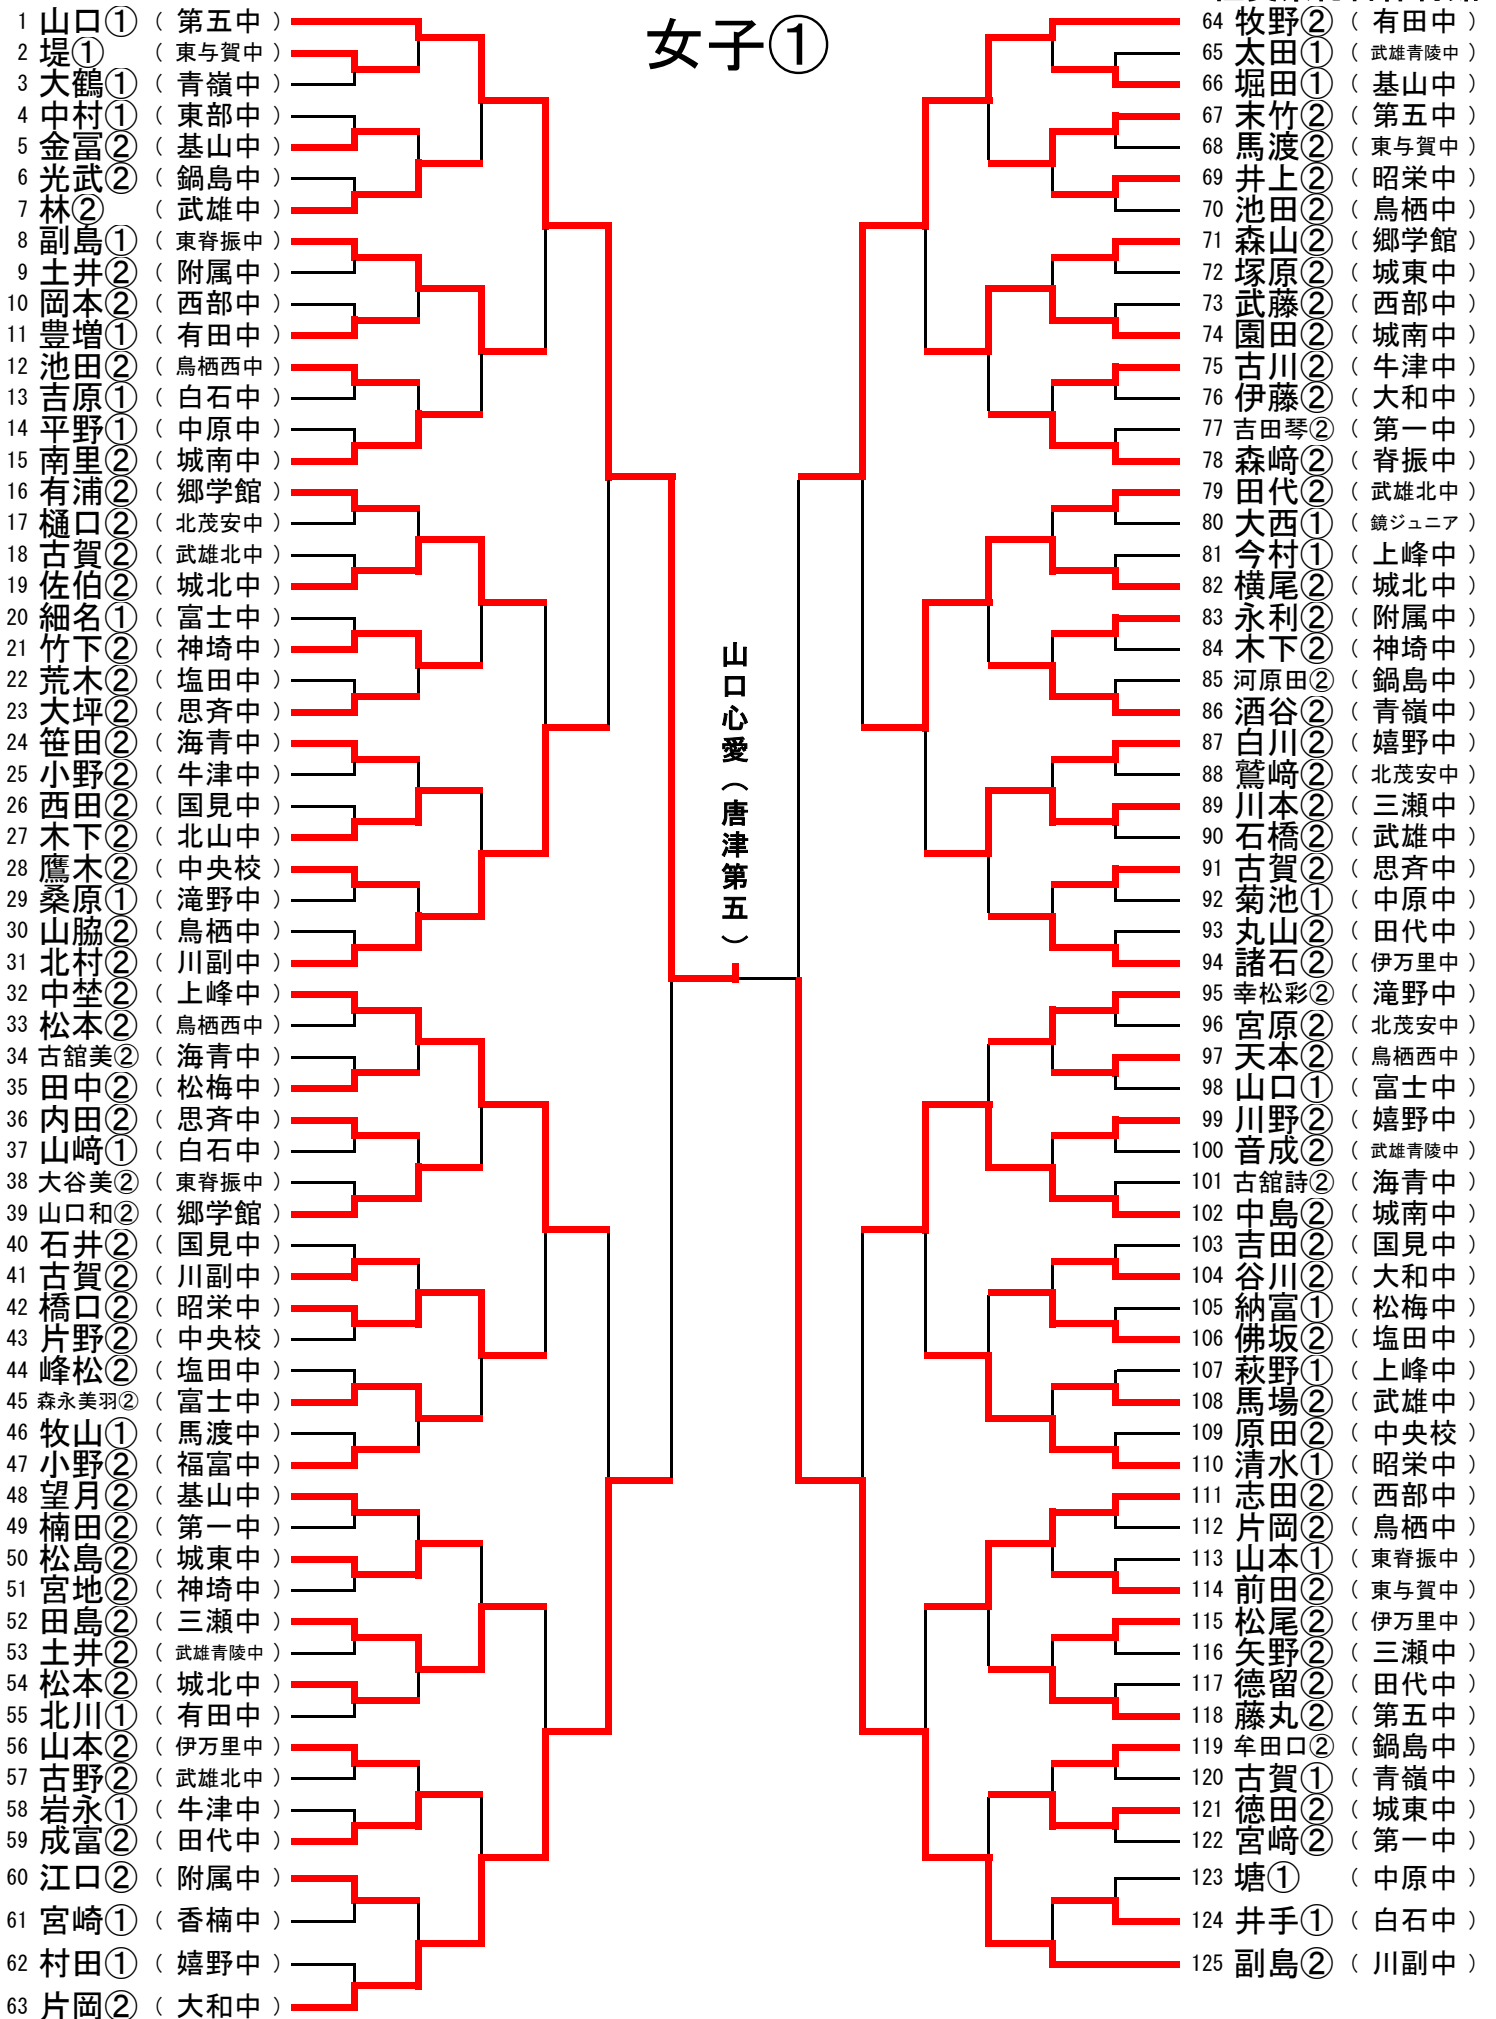 女子①
1 山口① （ 第五中 ）
2 堤① （ 東与賀中 ）
3 大鶴① （ 青嶺中 ）
4 中村① （ 東部中 ）
5 金冨② （ 基山中 ）
6 光武② （ 鍋島中 ）
7 林② （ 武雄中 ）
8 副島① （ 東脊振中 ）
9 土井② （ 附属中 ）
10 岡本② （ 西部中 ）
11 豊増① （ 有田中 ）
12 池田② （ 鳥栖西中 ）
13 吉原① （ 白石中 ）
14 平野① （ 中原中 ）
15 南里② （ 城南中 ）
16 有浦② （ 郷学館 ）
17 樋口② （ 北茂安中 ）
18 古賀② （ 武雄北中 ）
19 佐伯② （ 城北中 ）
20 細名① （ 富士中 ）
21 竹下② （ 神埼中 ）
22 荒木② （ 塩田中 ）
23 大坪② （ 思斉中 ）
24 笹田② （ 海青中 ）
25 小野② （ 牛津中 ）
26 西田② （ 国見中 ）
27 木下② （ 北山中 ）
28 鷹木② （ 中央校 ）
29 桑原① （ 滝野中 ）
30 山脇② （ 鳥栖中 ）
31 北村② （ 川副中 ）
32 中埜② （ 上峰中 ）
33 松本② （ 鳥栖西中 ）
34 古舘美② （ 海青中 ）
35 田中② （ 松梅中 ）
36 内田② （ 思斉中 ）
37 山﨑① （ 白石中 ）
38 大谷美② （ 東脊振中 ）
39 山口和② （ 郷学館 ）
40 石井② （ 国見中 ）
41 古賀② （ 川副中 ）
42 橋口② （ 昭栄中 ）
43 片野② （ 中央校 ）
44 峰松② （ 塩田中 ）
45 森永美羽② （ 富士中 ）
46 牧山① （ 馬渡中 ）
47 小野② （ 福富中 ）
48 望月② （ 基山中 ）
49 楠田② （ 第一中 ）
50 松島② （ 城東中 ）
51 宮地② （ 神埼中 ）
52 田島② （ 三瀬中 ）
53 土井② （ 武雄青陵中 ）
54 松本② （ 城北中 ）
55 北川① （ 有田中 ）
56 山本② （ 伊万里中 ）
57 古野② （ 武雄北中 ）
58 岩永① （ 牛津中 ）
59 成富② （ 田代中 ）
60 江口② （ 附属中 ）
61 宮崎① （ 香楠中 ）
62 村田① （ 嬉野中 ）
63 片岡② （ 大和中 ）
山口心愛（唐津第五）
64 牧野② （ 有田中 ）
65 太田① （ 武雄青陵中 ）
66 堀田① （ 基山中 ）
67 末竹② （ 第五中 ）
68 馬渡② （ 東与賀中 ）
69 井上② （ 昭栄中 ）
70 池田② （ 鳥栖中 ）
71 森山② （ 郷学館 ）
72 塚原② （ 城東中 ）
73 武藤② （ 西部中 ）
74 園田② （ 城南中 ）
75 古川② （ 牛津中 ）
76 伊藤② （ 大和中 ）
77 吉田琴② （ 第一中 ）
78 森﨑② （ 脊振中 ）
79 田代② （ 武雄北中 ）
80 大西① （ 鏡ジュニア ）
81 今村① （ 上峰中 ）
82 横尾② （ 城北中 ）
83 永利② （ 附属中 ）
84 木下② （ 神埼中 ）
85 河原田② （ 鍋島中 ）
86 酒谷② （ 青嶺中 ）
87 白川② （ 嬉野中 ）
88 鷲﨑② （ 北茂安中 ）
89 川本② （ 三瀬中 ）
90 石橋② （ 武雄中 ）
91 古賀② （ 思斉中 ）
92 菊池① （ 中原中 ）
93 丸山② （ 田代中 ）
94 諸石② （ 伊万里中 ）
95 幸松彩② （ 滝野中 ）
96 宮原② （ 北茂安中 ）
97 天本② （ 鳥栖西中 ）
98 山口① （ 富士中 ）
99 川野② （ 嬉野中 ）
100 音成② （ 武雄青陵中 ）
101 古舘詩② （ 海青中 ）
102 中島② （ 城南中 ）
103 吉田② （ 国見中 ）
104 谷川② （ 大和中 ）
105 納富① （ 松梅中 ）
106 佛坂② （ 塩田中 ）
107 萩野① （ 上峰中 ）
108 馬場② （ 武雄中 ）
109 原田② （ 中央校 ）
110 清水① （ 昭栄中 ）
111 志田② （ 西部中 ）
112 片岡② （ 鳥栖中 ）
113 山本① （ 東脊振中 ）
114 前田② （ 東与賀中 ）
115 松尾② （ 伊万里中 ）
116 矢野② （ 三瀬中 ）
117 德留② （ 田代中 ）
118 藤丸② （ 第五中 ）
119 牟田口② （ 鍋島中 ）
120 古賀① （ 青嶺中 ）
121 徳田② （ 城東中 ）
122 宮﨑② （ 第一中 ）
123 塘① （ 中原中 ）
124 井手① （ 白石中 ）
125 副島② （ 川副中 ）